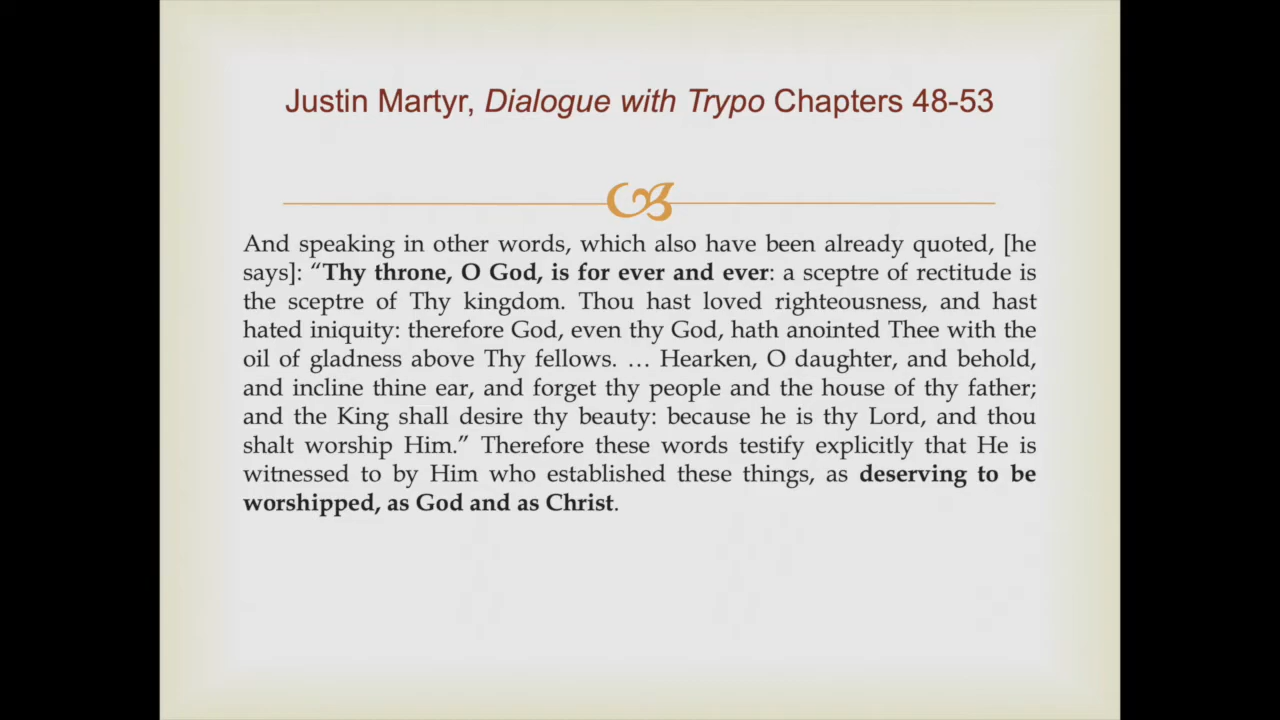 Justin Martyr, Dialogue with Trypo Chapters 48-53
And speaking in other words, which also have been already quoted, [he
says]: “Thy throne, O God, is for ever and ever: a sceptre of rectitude is
the sceptre of Thy kingdom. Thou hast loved righteousness, and hast
hated iniquity: therefore God, even thy God, hath anointed Thee with the
oil of gladness above Thy fellows. … Hearken, O daughter, and behold,
and incline thine ear, and forget thy people and the house of thy father;
and the King shall desire thy beauty: because he is thy Lord, and thou
shalt worship Him.” Therefore these words testify explicitly that He is
witnessed to by Him who established these things, as deserving to be
worshipped, as God and as Christ.